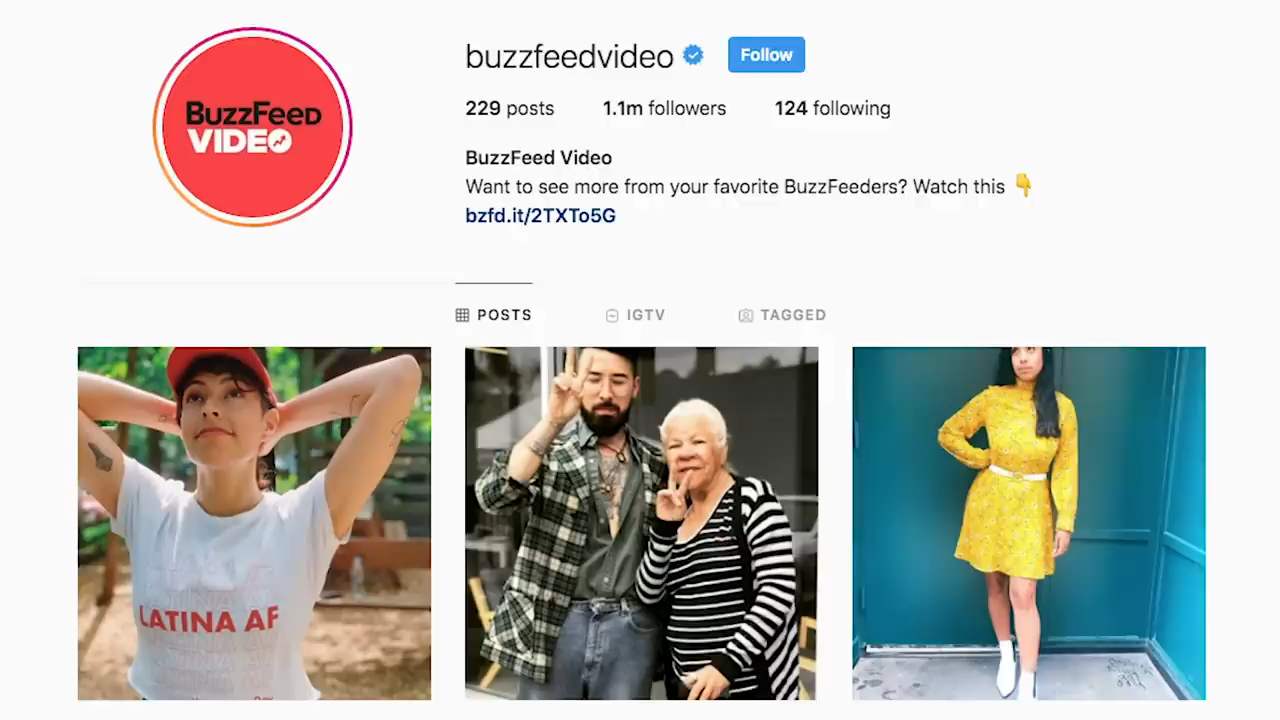 BuzzFeed
VIDEO
buzzfeedvideo
Follow
229 posts 1.1m followers 124 following
BuzzFeed Video
Want to see more from your favorite BuzzFeeders? Watch this 👇
bzfd.it/2TXTo5G
POSTS IGTV TAGGED
LATINA AF